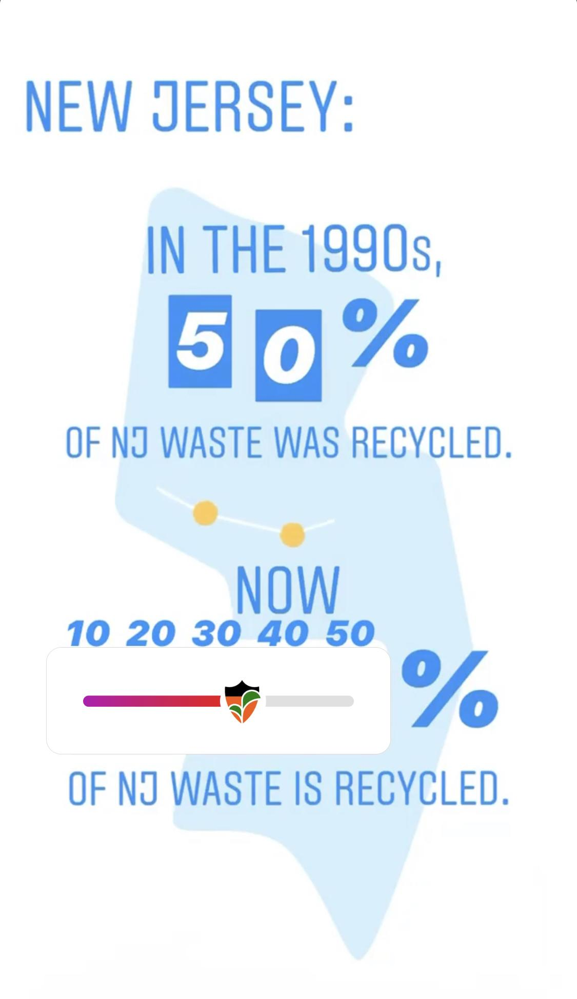 NEW JERSEY:
IN THE 1990s,
50%
OF NJ WASTE WAS RECYCLED.
NOW
10 20 30 40 50
%
OF NJ WASTE IS RECYCLED.